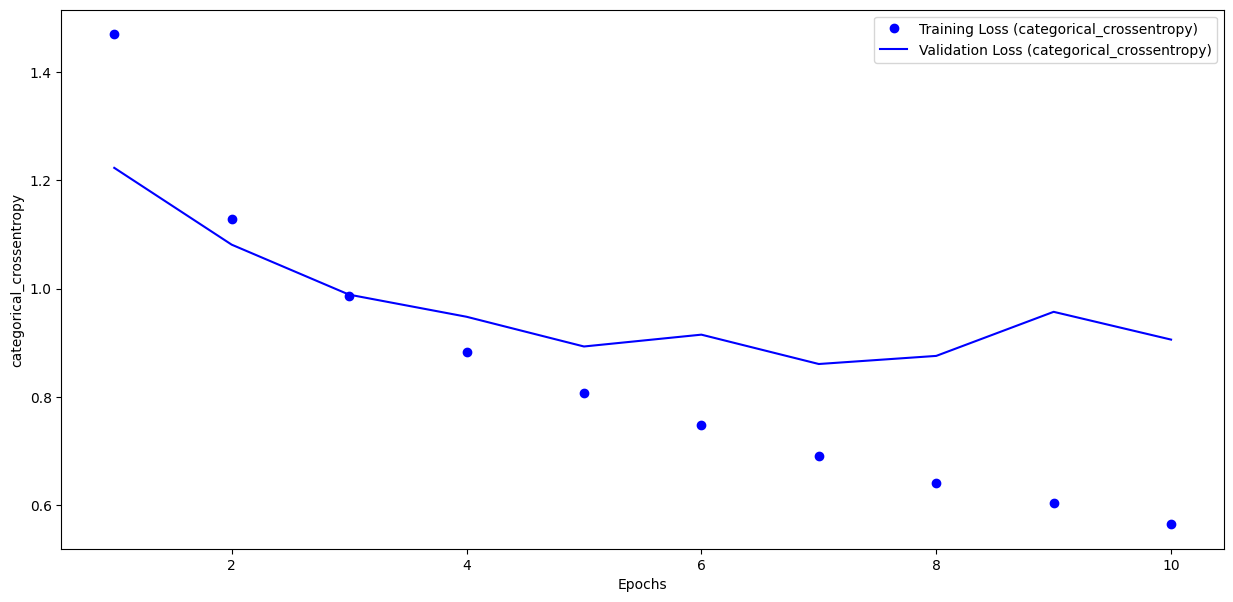 Training Loss (categorical_crossentropy)
Validation Loss (categorical_crossentropy)
categorical_crossentropy
1.4
1.2
1.0
0.8
0.6
2 4 6 8 10
Epochs